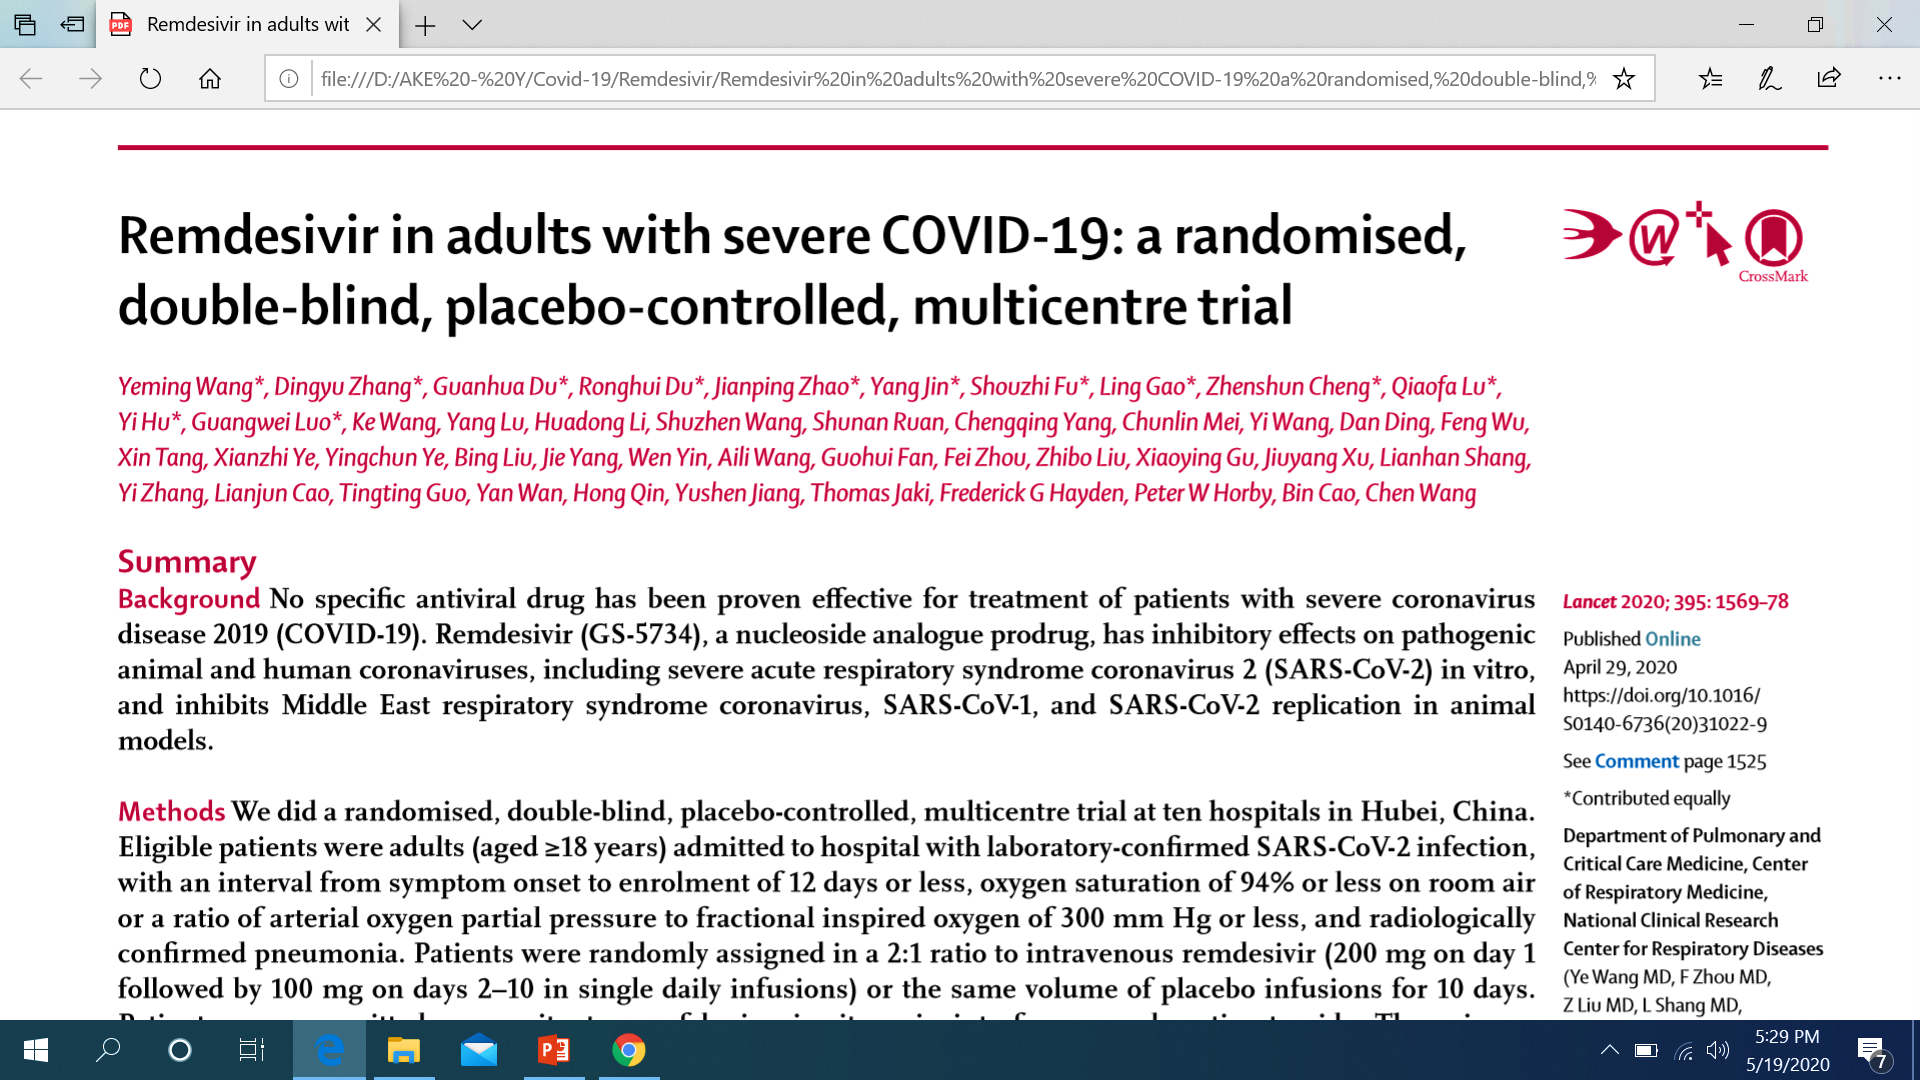 Remdesivir in adults wit
file:///D:/AKE%20-%20Y/Covid-19/Remdesivir/Remdesivir%20in%20adults%20with%20severe%20COVID-19%20a%20randomised,%20double-blind,%
Remdesivir in adults with severe COVID-19: a randomised,
double-blind, placebo-controlled, multicentre trial
CrossMark
Yeming Wang*, Dingyu Zhang*, Guanhua Du*, Ronghui Du*, Jianping Zhao*, Yang Jin*, Shouzhi Fu*, Ling Gao*, Zhenshun Cheng*, Qiaofa Lu*,
Yi Hu*, Guangwei Luo*, Ke Wang, Yang Lu, Huadong Li, Shuzhen Wang, Shunan Ruan, Chengqing Yang, Chunlin Mei, Yi Wang, Dan Ding, Feng Wu,
Xin Tang, Xianzhi Ye, Yingchun Ye, Bing Liu, Jie Yang, Wen Yin, Aili Wang, Guohui Fan, Fei Zhou, Zhibo Liu, Xiaoying Gu, Jiuyang Xu, Lianhan Shang,
Yi Zhang, Lianjun Cao, Tingting Guo, Yan Wan, Hong Qin, Yushen Jiang, Thomas Jaki, Frederick G Hayden, Peter W Horby, Bin Cao, Chen Wang
Summary
Background No specific antiviral drug has been proven effective for treatment of patients with severe coronavirus
disease 2019 (COVID-19). Remdesivir (GS-5734), a nucleoside analogue prodrug, has inhibitory effects on pathogenic
animal and human coronaviruses, including severe acute respiratory syndrome coronavirus 2 (SARS-CoV-2) in vitro,
and inhibits Middle East respiratory syndrome coronavirus, SARS-CoV-1, and SARS-CoV-2 replication in animal
models.
Methods We did a randomised, double-blind, placebo-controlled, multicentre trial at ten hospitals in Hubei, China.
Eligible patients were adults (aged ≥18 years) admitted to hospital with laboratory-confirmed SARS-CoV-2 infection,
with an interval from symptom onset to enrolment of 12 days or less, oxygen saturation of 94% or less on room air
or a ratio of arterial oxygen partial pressure to fractional inspired oxygen of 300 mm Hg or less, and radiologically
confirmed pneumonia. Patients were randomly assigned in a 2:1 ratio to intravenous remdesivir (200 mg on day 1
followed by 100 mg on days 2–10 in single daily infusions) or the same volume of placebo infusions for 10 days.
Lancet 2020; 395: 1569–78
Published Online
April 29, 2020
https://doi.org/10.1016/
S0140-6736(20)31022-9
See Comment page 1525
*Contributed equally
Department of Pulmonary and
Critical Care Medicine, Center
of Respiratory Medicine,
National Clinical Research
Center for Respiratory Diseases
(Ye Wang MD, F Zhou MD,
Z Liu MD, L Shang MD,
5:29 PM
5/19/2020
7